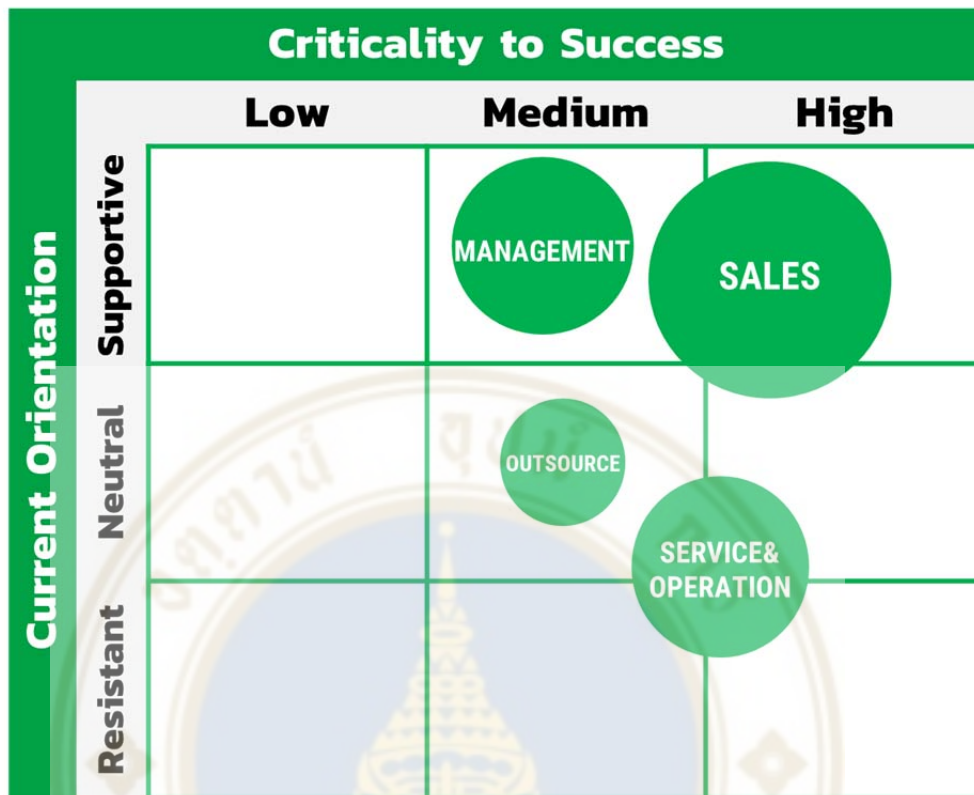 Criticality to Success
Low Medium High
Current Orientation
Supportive
MANAGEMENT
SALES
Neutral
OUTSOURCE
SERVICE&
OPERATION
Resistant